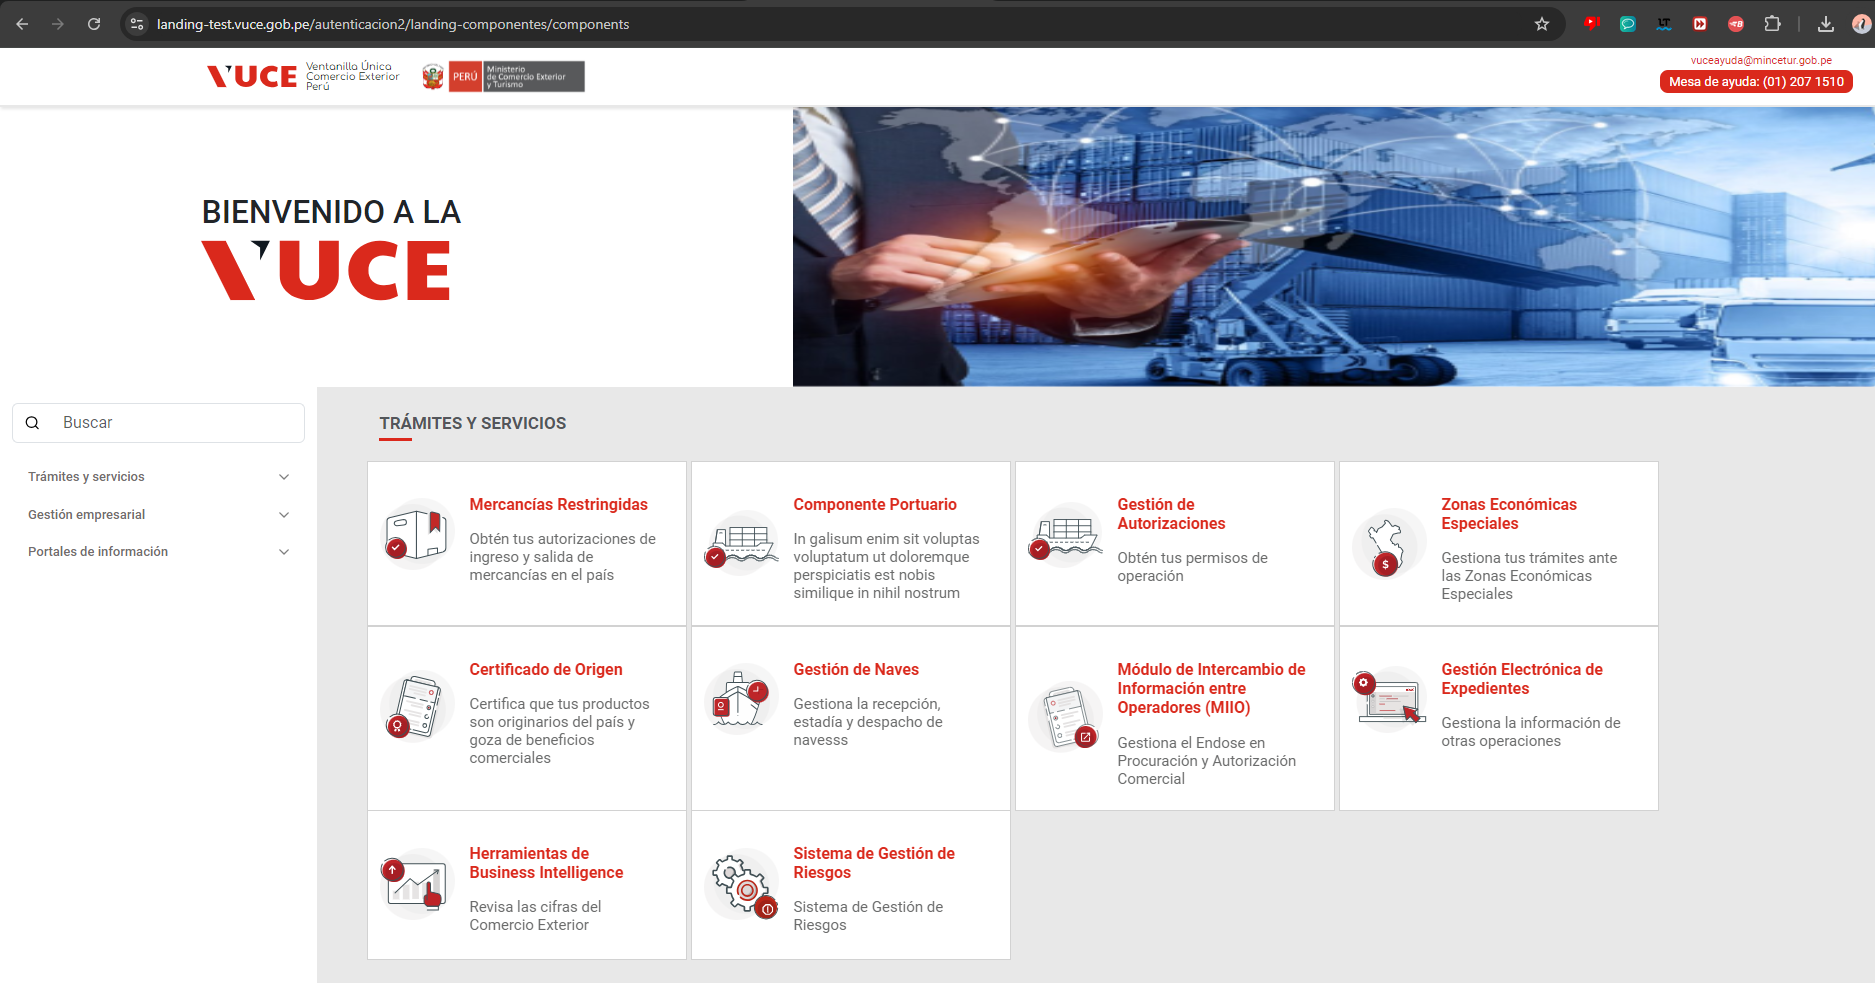 landing-test.vuce.gob.pe/autenticacion2/landing-componentes/components
VUCE
Ventanilla Única
Comercio Exterior
Perú
PERÚ
Ministerio
de Comercio Exterior
y Turismo
vuceayuda@mincetur.gob.pe
Mesa de ayuda: (01) 207 1510
BIENVENIDO A LA
VUCE
Buscar
Trámites y servicios
Gestión empresarial
Portales de información
TRÁMITES Y SERVICIOS
Mercancías Restringidas
Obtén tus autorizaciones de
ingreso y salida de
mercancías en el país
Componente Portuario
In galisum enim sit voluptas
voluptatum ut doloremque
perspiciatis est nobis
similique in nihil nostrum
Gestión de
Autorizaciones
Obtén tus permisos de
operación
Zonas Económicas
Especiales
Gestiona tus trámites ante
las Zonas Económicas
Especiales
Certificado de Origen
Certifica que tus productos
son originarios del país y
goza de beneficios
comerciales
Gestión de Naves
Gestiona la recepción,
estadía y despacho de
navesss
Módulo de Intercambio de
Información entre
Operadores (MIIO)
Gestiona el Endose en
Procuración y Autorización
Comercial
Gestión Electrónica de
Expedientes
Gestiona la información de
otras operaciones
Herramientas de
Business Intelligence
Revisa las cifras del
Comercio Exterior
Sistema de Gestión de
Riesgos
Sistema de Gestión de
Riesgos